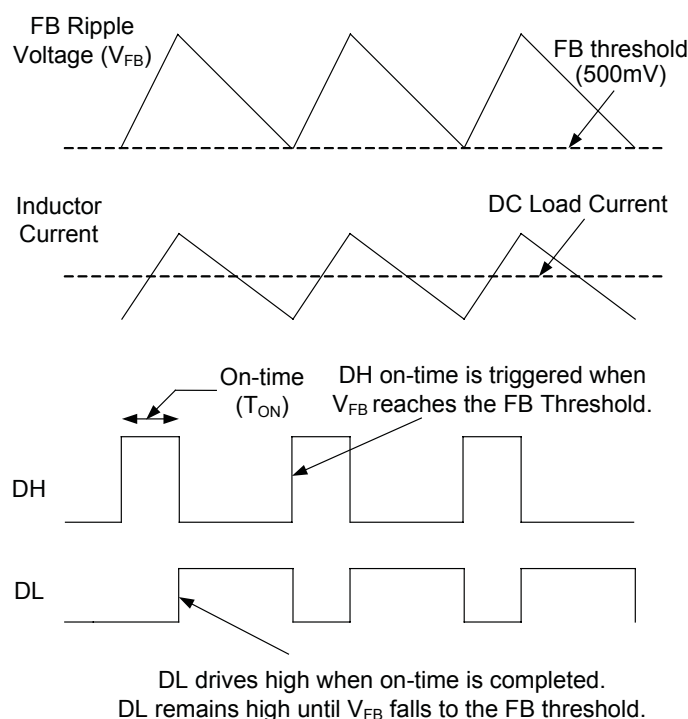 FB Ripple
Voltage (VFB)
FB threshold
(500mV)
Inductor
Current
DC Load Current
On-time
(TON)
DH on-time is triggered when
VFB reaches the FB Threshold.
DH
DL
DL drives high when on-time is completed.
DL remains high until VFB falls to the FB threshold.